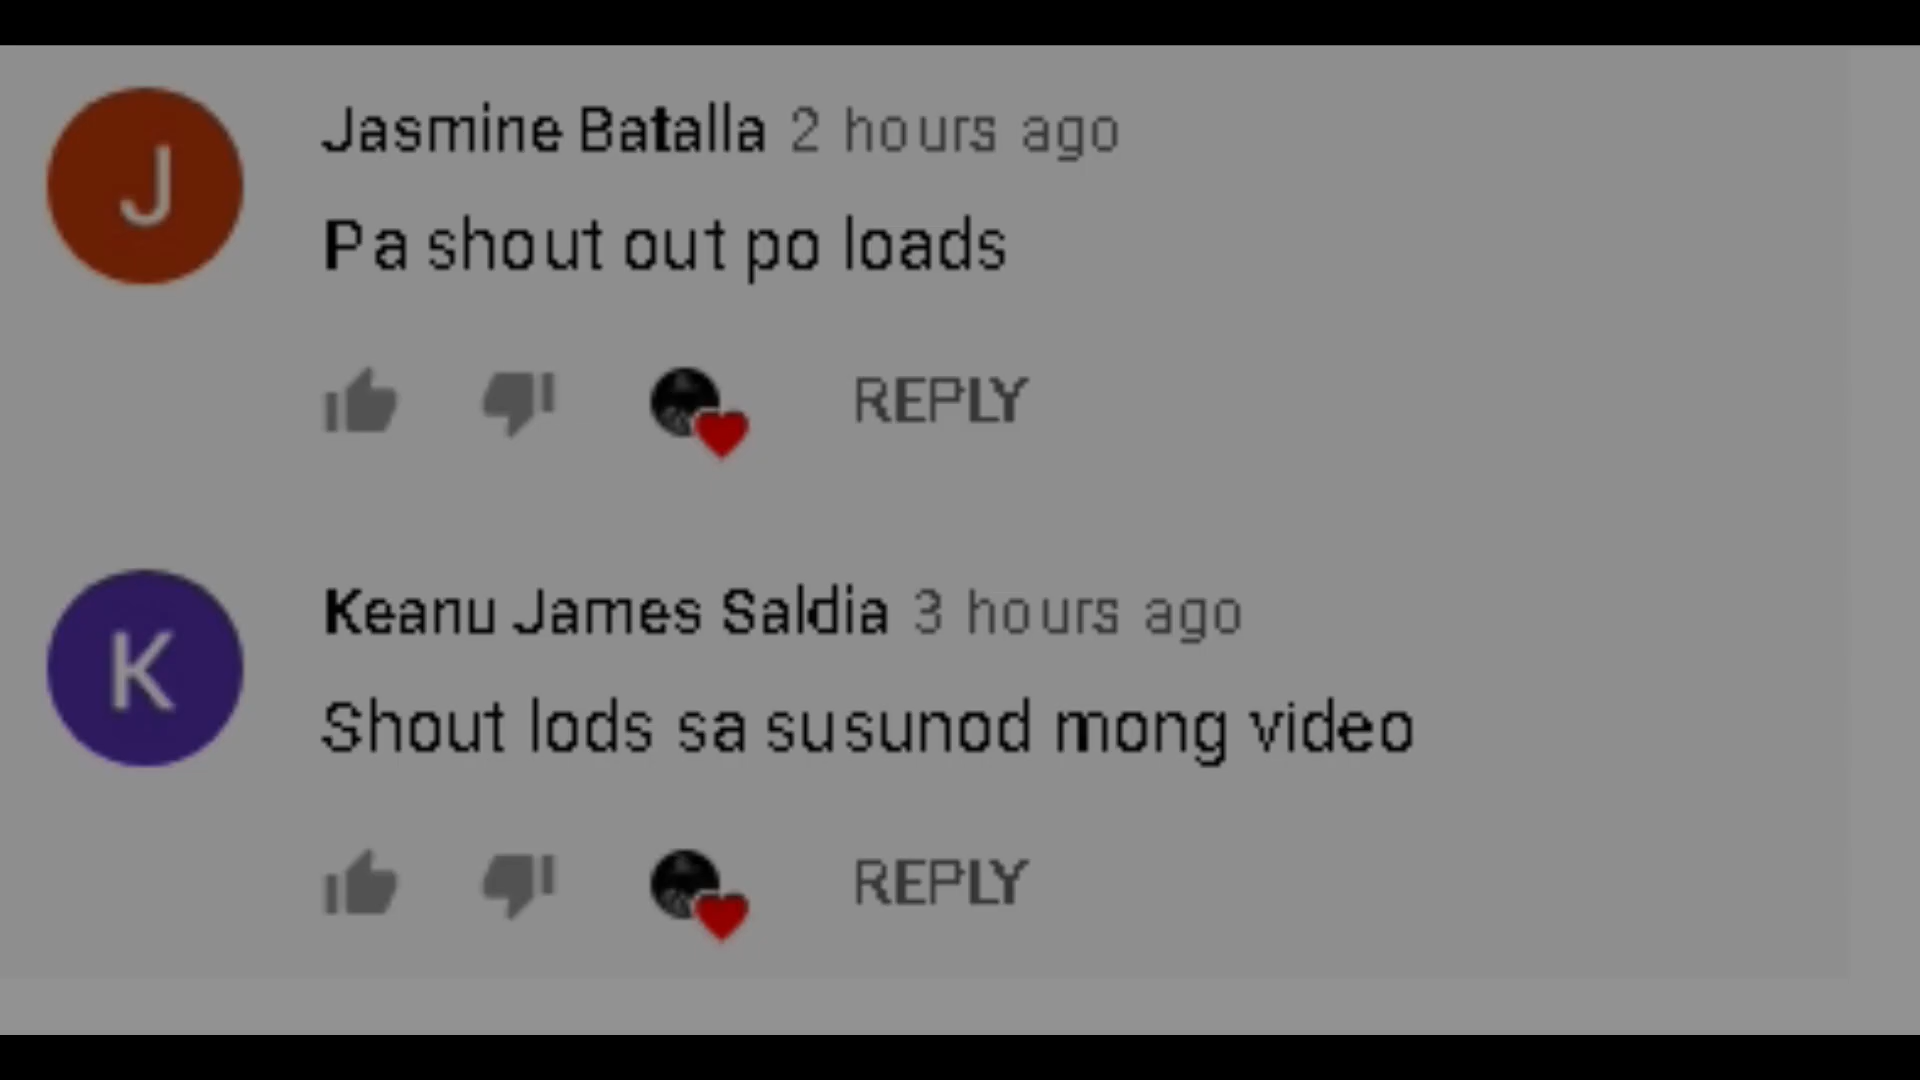 J
Jasmine Batalla 2 hours ago
Pa shout out po loads
REPLY
K
Keanu James Saldia 3 hours ago
Shout lods sa susunod mong video
REPLY